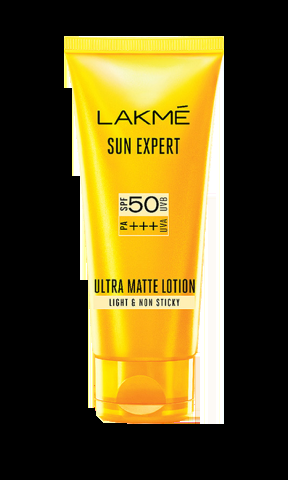 LAKMÉ
SUN EXPERT
SPF 50 UVB
PA +++ UVA
ULTRA MATTE LOTION
LIGHT & NON STICKY